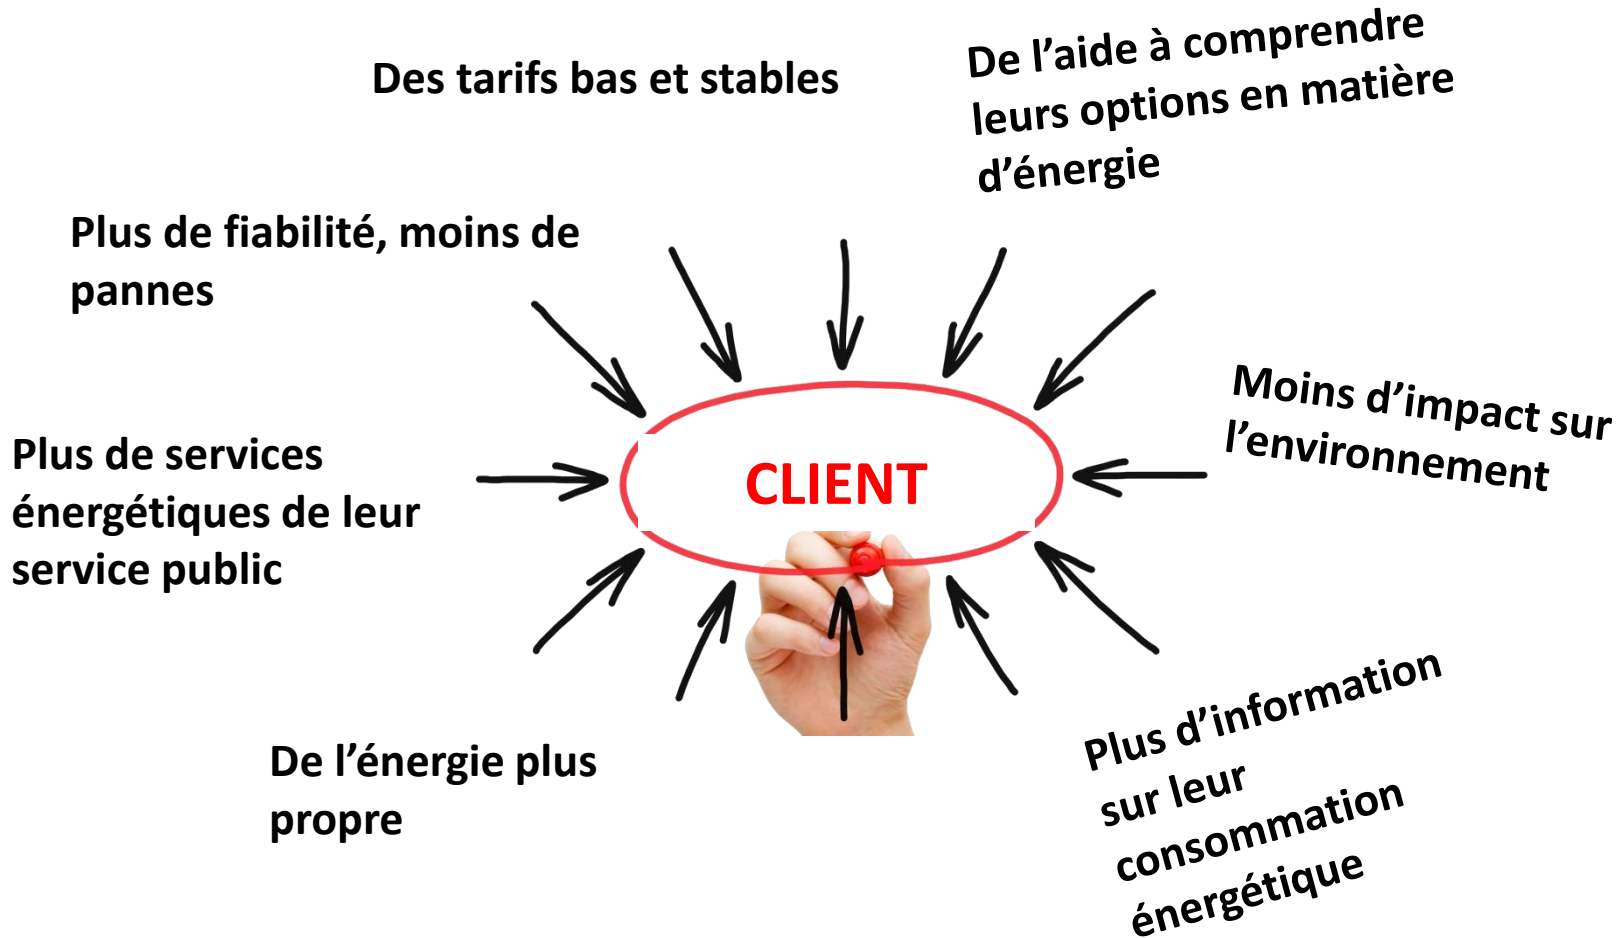 Des tarifs bas et stables
De l’aide à comprendre
leurs options en matière
d’énergie
Plus de fiabilité, moins de
pannes
Moins d’impact sur
l’environnement
Plus de services
énergétiques de leur
service public
CLIENT
De l’énergie plus
propre
Plus d’information
sur leur
consommation
énergétique